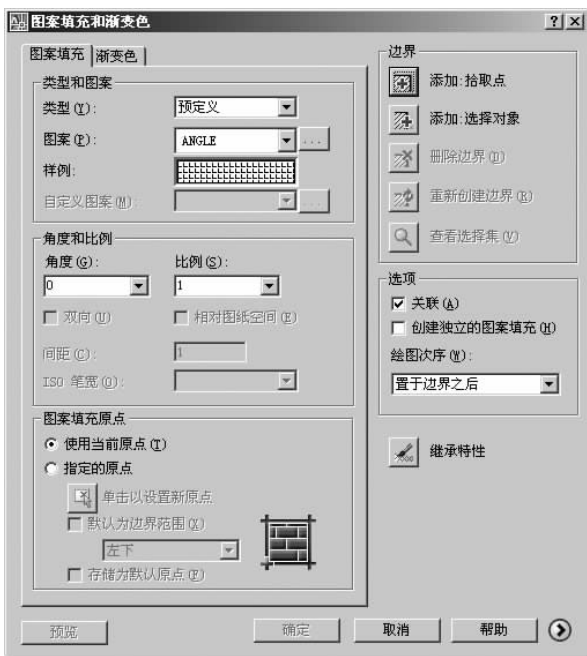 图案填充和渐变色
图案填充 渐变色
类型和图案
类型(Y): 预定义
图案(P): ANGLE ...
样例:
自定义图案(M): ...
角度和比例
角度(G): 比例(S):
0 1
双向(U) 相对图纸空间(E)
间距(C): 1
ISO 笔宽(O):
图案填充原点
使用当前原点(T)
指定的原点
单击以设置新原点
默认为边界范围(X)
左下
存储为默认原点(F)
边界
添加:拾取点
添加:选择对象
删除边界(D)
重新创建边界(R)
查看选择集(V)
选项
关联(A)
创建独立的图案填充(H)
绘图次序(W):
置于边界之后
继承特性
预览 确定 取消 帮助